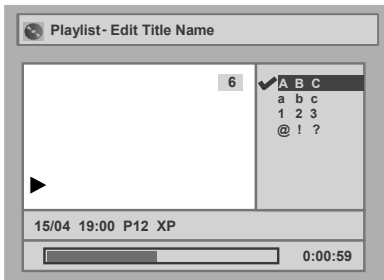 Playlist- Edit Title Name
6
A B C
a b c
1 2 3
@ ! ?
15/04 19:00 P12 XP
0:00:59